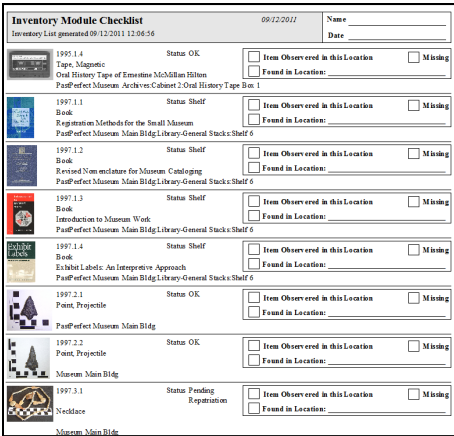 Inventory Module Checklist 09/12/2011 Name
Inventory List generated 09/12/2011 12:06:56 Date
1995.1.4 Status OK Item Observered in this Location Missing
Tape, Magnetic
Oral History Tape of Ernestine McMillan Hilton Found in Location:
PastPerfect Museum Archives:Cabinet 2:Oral History Tape Box 1
1997.1.1 Status Shelf Item Observered in this Location Missing
Book
Registration Methods for the Small Museum Found in Location:
PastPerfect Museum Main Bldg:Library-General Stacks:Shelf 6
1997.1.2 Status Shelf Item Observered in this Location Missing
Book
Revised Nomenclature for Museum Cataloging Found in Location:
PastPerfect Museum Main Bldg:Library-General Stacks:Shelf 6
1997.1.3 Status Shelf Item Observered in this Location Missing
Book
Introduction to Museum Work Found in Location:
PastPerfect Museum Main Bldg:Library-General Stacks:Shelf 6
Exhibit Labels
1997.1.4 Status Shelf Item Observered in this Location Missing
Book
Exhibit Labels: An Interpretive Approach Found in Location:
PastPerfect Museum Main Bldg:Library-General Stacks:Shelf 6
1997.2.1 Status OK Item Observered in this Location Missing
Point, Projectile
Found in Location:
PastPerfect Museum Main Bldg
1997.2.2 Status OK Item Observered in this Location Missing
Point, Projectile
Found in Location:
Museum Main Bldg
1997.3.1 Status Pending Item Observered in this Location Missing
Repatriation
Necklace Found in Location:
Museum Main Bldg